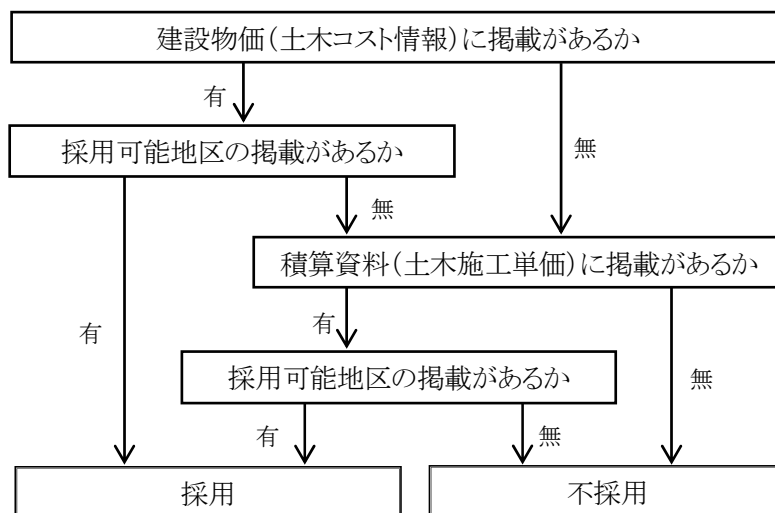 建設物価(土木コスト情報)に掲載があるか
有
採用可能地区の掲載があるか
無
無
積算資料(土木施工単価)に掲載があるか
有
有
採用可能地区の掲載があるか
無
有
無
採用
不採用